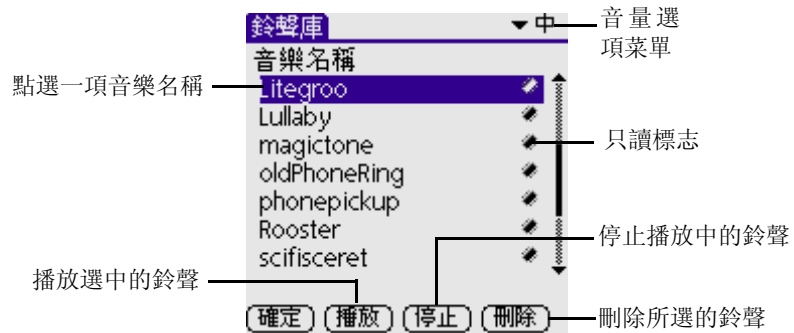 鈴聲庫
中
音量選
項菜單
音樂名稱
點選一項音樂名稱
Litegroo
Lullaby
magictone
只讀標志
oldPhoneRing
phonepickup
Rooster
停止播放中的鈴聲
scifisceret
播放選中的鈴聲
確定 播放 停止 刪除
刪除所選的鈴聲